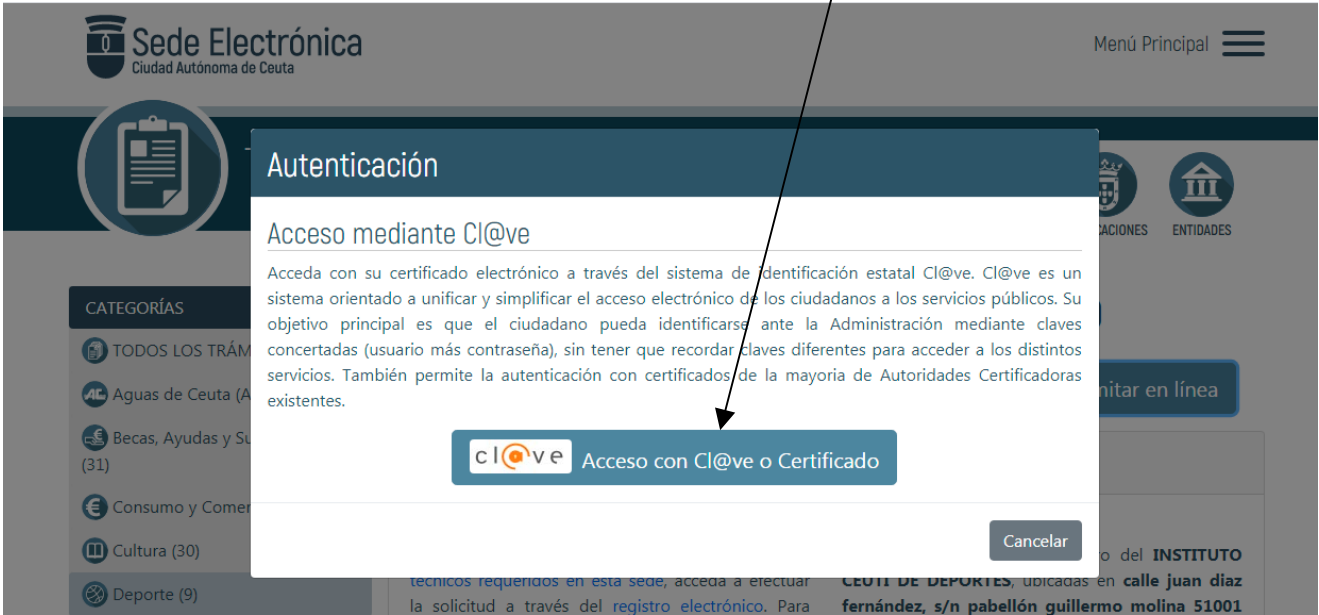 Sede Electrónica
Ciudad Autónoma de Ceuta
Menú Principal
Autenticación
ENTIDADES
Acceso mediante Cl@ve
Acceda con su certificado electrónico a través del sistema de identificación estatal Cl@ve. Cl@ve es un
sistema orientado a unificar y simplificar el acceso electrónico de los ciudadanos a los servicios públicos. Su
objetivo principal es que el ciudadano pueda identificarse ante la Administración mediante claves
concertadas (usuario más contraseña), sin tener que recordar claves diferentes para acceder a los distintos
servicios. También permite la autenticación con certificados de la mayoria de Autoridades Certificadoras
existentes.
cl@ve Acceso con Cl@ve o Certificado
Cancelar
CATEGORÍAS
TODOS LOS TRÁM
Aguas de Ceuta (A
Becas, Ayudas y Su
(31)
Consumo y Comer
Cultura (30)
Deporte (9)
mitar en línea
técnicos requeridos en esta sede, acceda a efectuar
la solicitud a través del registro electrónico. Para
o del INSTITUTO
CEUTI DE DEPORTES, ubicadas en calle juan diaz
fernández, s/n pabellón guillermo molina 51001